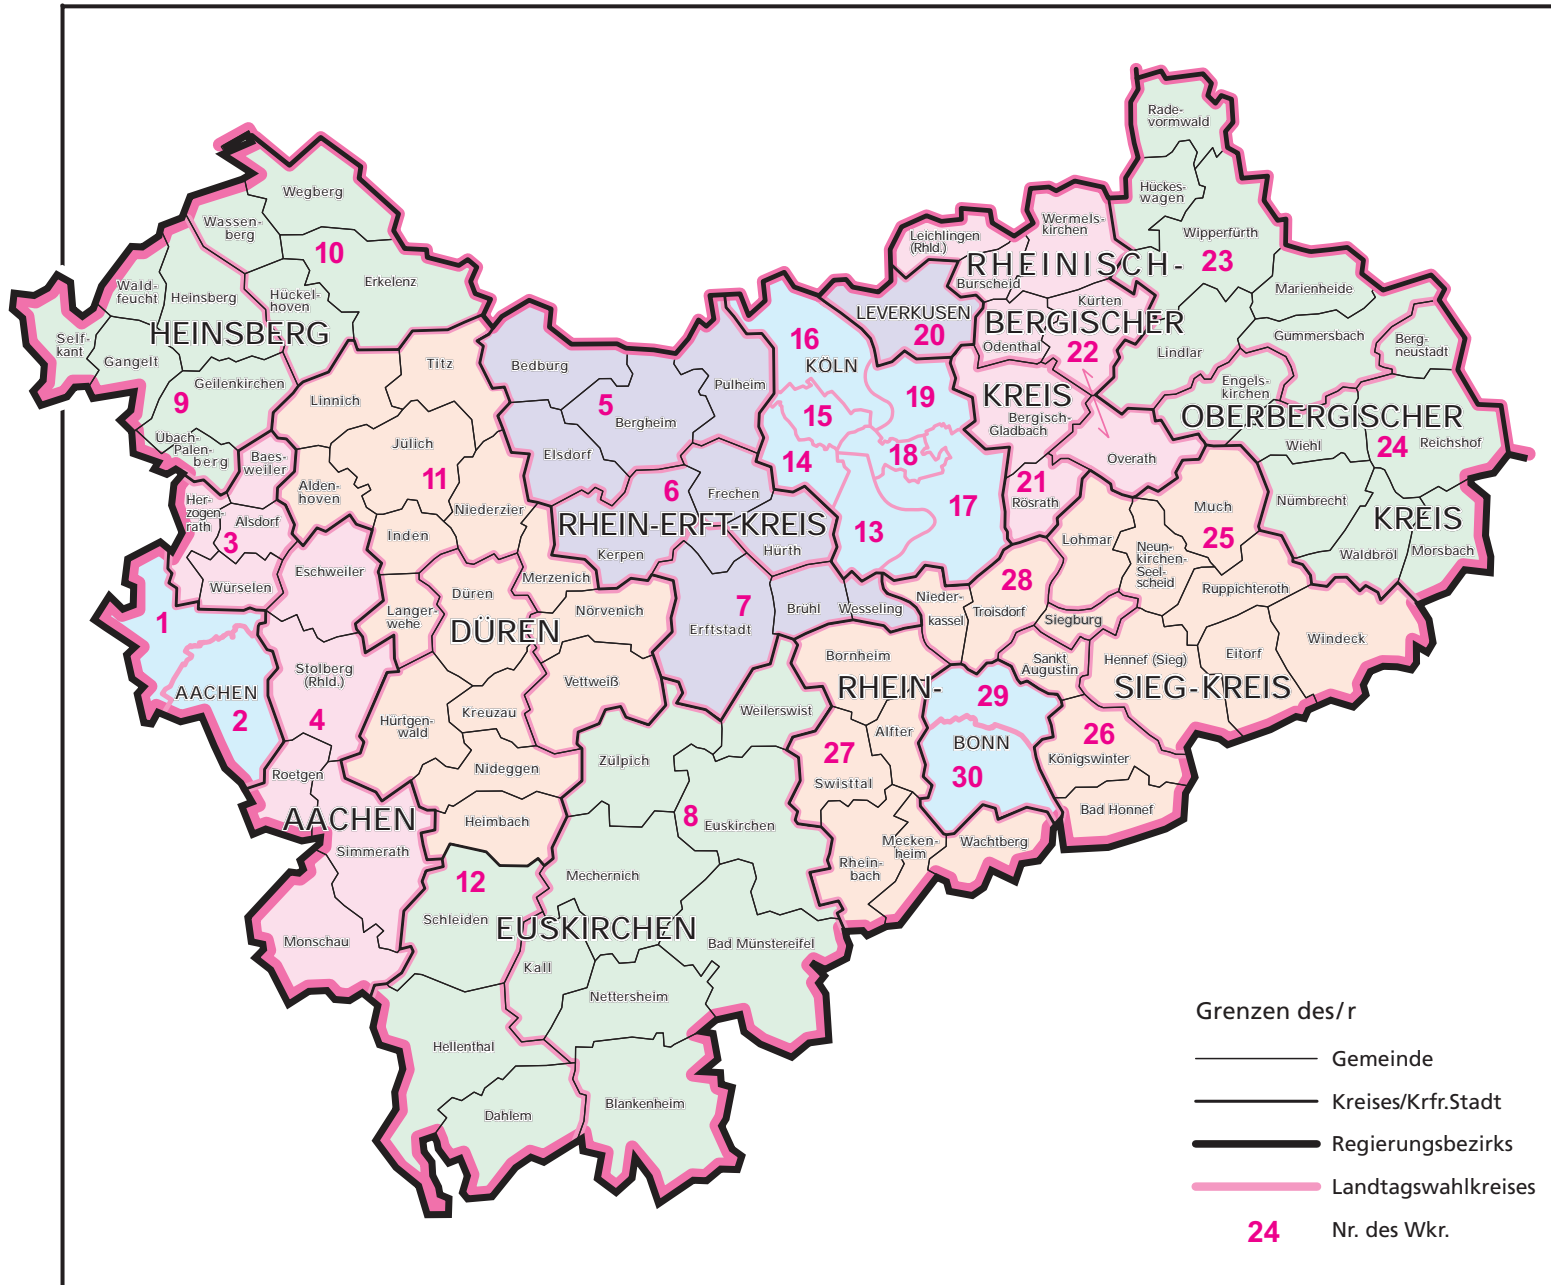 Rade-
vormwald
Hückes-
wagen
Wipperfürth
23
Wermels-
kirchen
Leichlingen
(Rhld.)
RHEINISCH-
Burscheid
Marienheide
Wegberg
Wassen-
berg
10
Erkelenz
Wald-
feucht
Heinsberg
Hückel-
hoven
HEINSBERG
Self-
kant
Gangelt
Geilenkirchen
9
Übach-
Palen-
berg
LEVERKUSEN
20
Kürten
BERGISCHER
Odenthal
22
Lindlar
Gummersbach
Berg-
neustadt
16
KÖLN
Titz
Bedburg
Pulheim
Linnich
5
Bergheim
19
KREIS
Bergisch-
Gladbach
Engels-
kirchen
OBERBERGISCHER
15
Jülich
Elsdorf
14
18
Overath
Wiehl
24
Reichshof
Baes-
weiler
Alden-
hoven
11
6
Frechen
21
Rösrath
Nümbrecht
Her-
zogen-
rath
Alsdorf
3
Niederzier
RHEIN-ERFT-KREIS
17
Much
KREIS
Inden
Kerpen
Hürth
13
Lohmar
25
Neun-
kirchen-
Seel-
scheid
Waldbröl
Morsbach
Würselen
Eschweiler
Merzenich
Ruppichteroth
1
Langer-
wehe
Düren
Nörvenich
7
Brühl
Wesseling
Nieder-
kassel
28
Troisdorf
Siegburg
DÜREN
Erftstadt
Windeck
AACHEN
2
Stolberg
(Rhld.)
Vettweiß
Bornheim
Sankt
Augustin
Hennef (Sieg)
Eitorf
RHEIN-
SIEG-KREIS
4
Hürtgen-
wald
Kreuzau
Weilerswist
29
Alfter
BONN
26
Königswinter
27
Roetgen
Nideggen
Zülpich
Swisttal
30
AACHEN
Heimbach
8
Euskirchen
Bad Honnef
Simmerath
Mecken-
heim
Wachtberg
Rhein-
bach
12
Mechernich
Schleiden
EUSKIRCHEN
Monschau
Bad Münstereifel
Kall
Nettersheim
Hellenthal
Dahlem
Blankenheim
Grenzen des/r
Gemeinde
Kreises/Krfr.Stadt
Regierungsbezirks
Landtagswahlkreises
24 Nr. des Wkr.